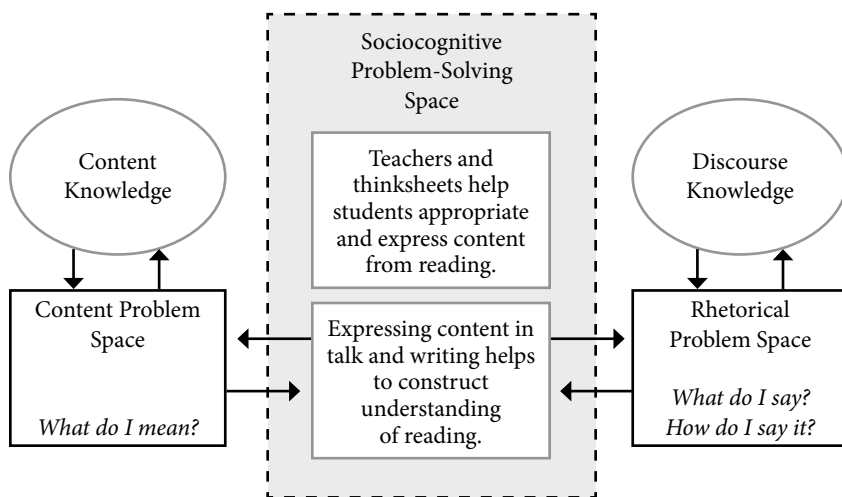 Sociocognitive
Problem-Solving
Space
Content
Knowledge
Teachers and
thinksheets help
students appropriate
and express content
from reading.
Discourse
Knowledge
Content Problem
Space
What do I mean?
Expressing content in
talk and writing helps
to construct
understanding
of reading.
Rhetorical
Problem Space
What do I say?
How do I say it?